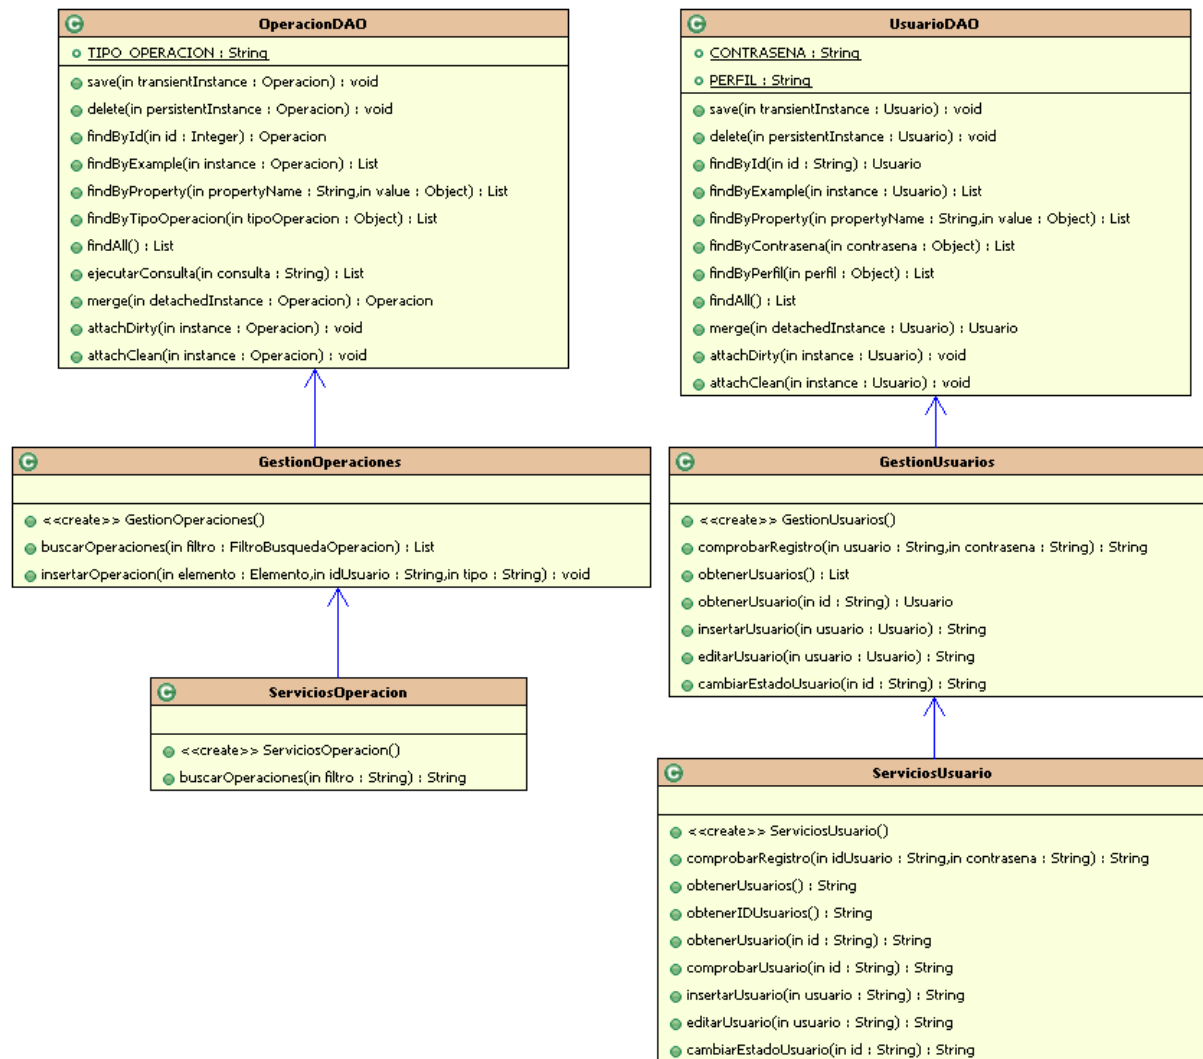 OperacionDAO
TIPO_OPERACION : String
save(in transientInstance : Operacion) : void
delete(in persistentInstance : Operacion) : void
findById(in id : Integer) : Operacion
findByExample(in instance : Operacion) : List
findByProperty(in propertyName : String,in value : Object) : List
findByTipoOperacion(in tipoOperacion : Object) : List
findAll() : List
ejecutarConsulta(in consulta : String) : List
merge(in detachedInstance : Operacion) : Operacion
attachDirty(in instance : Operacion) : void
attachClean(in instance : Operacion) : void
UsuarioDAO
CONTRASENA : String
PERFIL : String
save(in transientInstance : Usuario) : void
delete(in persistentInstance : Usuario) : void
findById(in id : String) : Usuario
findByExample(in instance : Usuario) : List
findByProperty(in propertyName : String,in value : Object) : List
findByContrasena(in contrasena : Object) : List
findByPerfil(in perfil : Object) : List
findAll() : List
merge(in detachedInstance : Usuario) : Usuario
attachDirty(in instance : Usuario) : void
attachClean(in instance : Usuario) : void
GestionOperaciones
<<create>> GestionOperaciones()
buscarOperaciones(in filtro : FiltroBusquedaOperacion) : List
insertarOperacion(in elemento : Elemento,in idUsuario : String,in tipo : String) : void
GestionUsuarios
<<create>> GestionUsuarios()
comprobarRegistro(in usuario : String,in contrasena : String) : String
obtenerUsuarios() : List
obtenerUsuario(in id : String) : Usuario
insertarUsuario(in usuario : Usuario) : String
editarUsuario(in usuario : Usuario) : String
cambiarEstadoUsuario(in id : String) : String
ServiciosOperacion
<<create>> ServiciosOperacion()
buscarOperaciones(in filtro : String) : String
ServiciosUsuario
<<create>> ServiciosUsuario()
comprobarRegistro(in idUsuario : String,in contrasena : String) : String
obtenerUsuarios() : String
obtenerIDUsuarios() : String
obtenerUsuario(in id : String) : String
comprobarUsuario(in id : String) : String
insertarUsuario(in usuario : String) : String
editarUsuario(in usuario : String) : String
cambiarEstadoUsuario(in id : String) : String